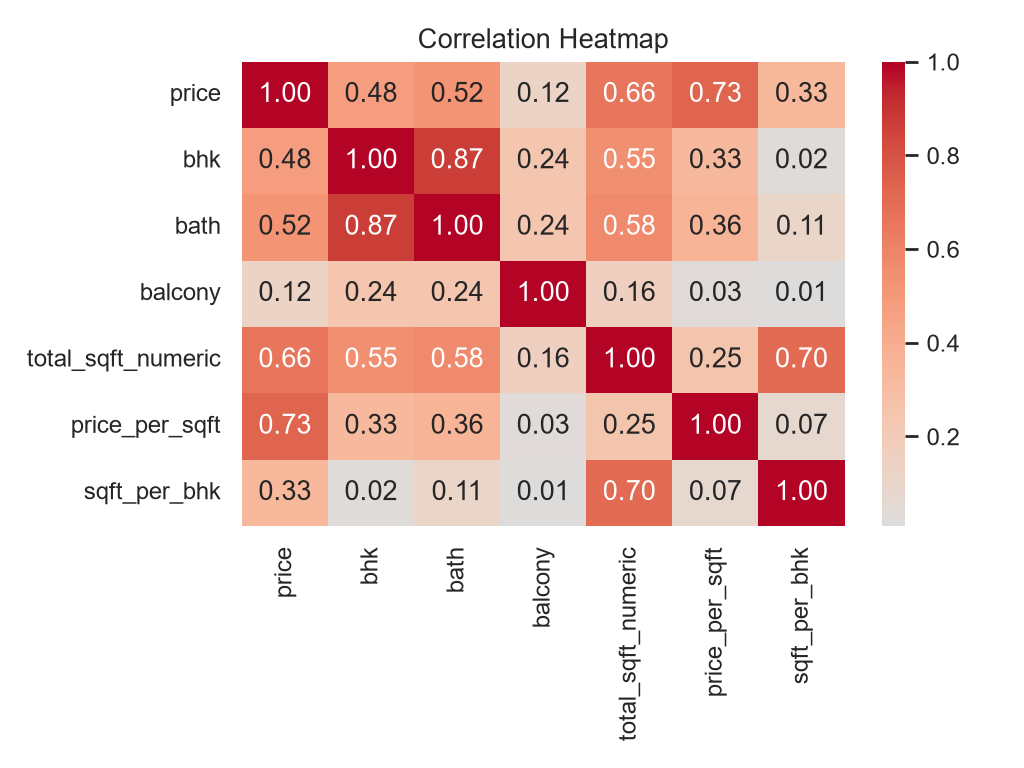 Correlation Heatmap
price 1.00 0.48 0.52 0.12 0.66 0.73 0.33
bhk 0.48 1.00 0.87 0.24 0.55 0.33 0.02
bath 0.52 0.87 1.00 0.24 0.58 0.36 0.11
balcony 0.12 0.24 0.24 1.00 0.16 0.03 0.01
total_sqft_numeric 0.66 0.55 0.58 0.16 1.00 0.25 0.70
price_per_sqft 0.73 0.33 0.36 0.03 0.25 1.00 0.07
sqft_per_bhk 0.33 0.02 0.11 0.01 0.70 0.07 1.00
price
bhk
bath
balcony
total_sqft_numeric
price_per_sqft
sqft_per_bhk
1.0
0.8
0.6
0.4
0.2